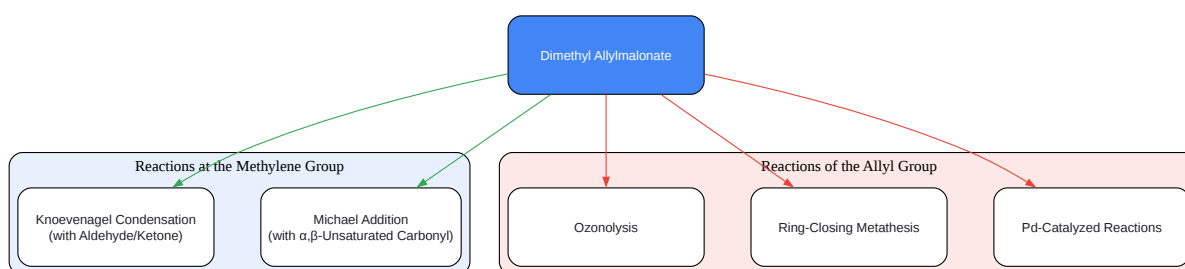 Dimethyl Allylmalonate
Reactions at the Methylene Group
Reactions of the Allyl Group
Knoevenagel Condensation
(with Aldehyde/Ketone)
Michael Addition
(with α,β-Unsaturated Carbonyl)
Ozonolysis
Ring-Closing Metathesis
Pd-Catalyzed Reactions